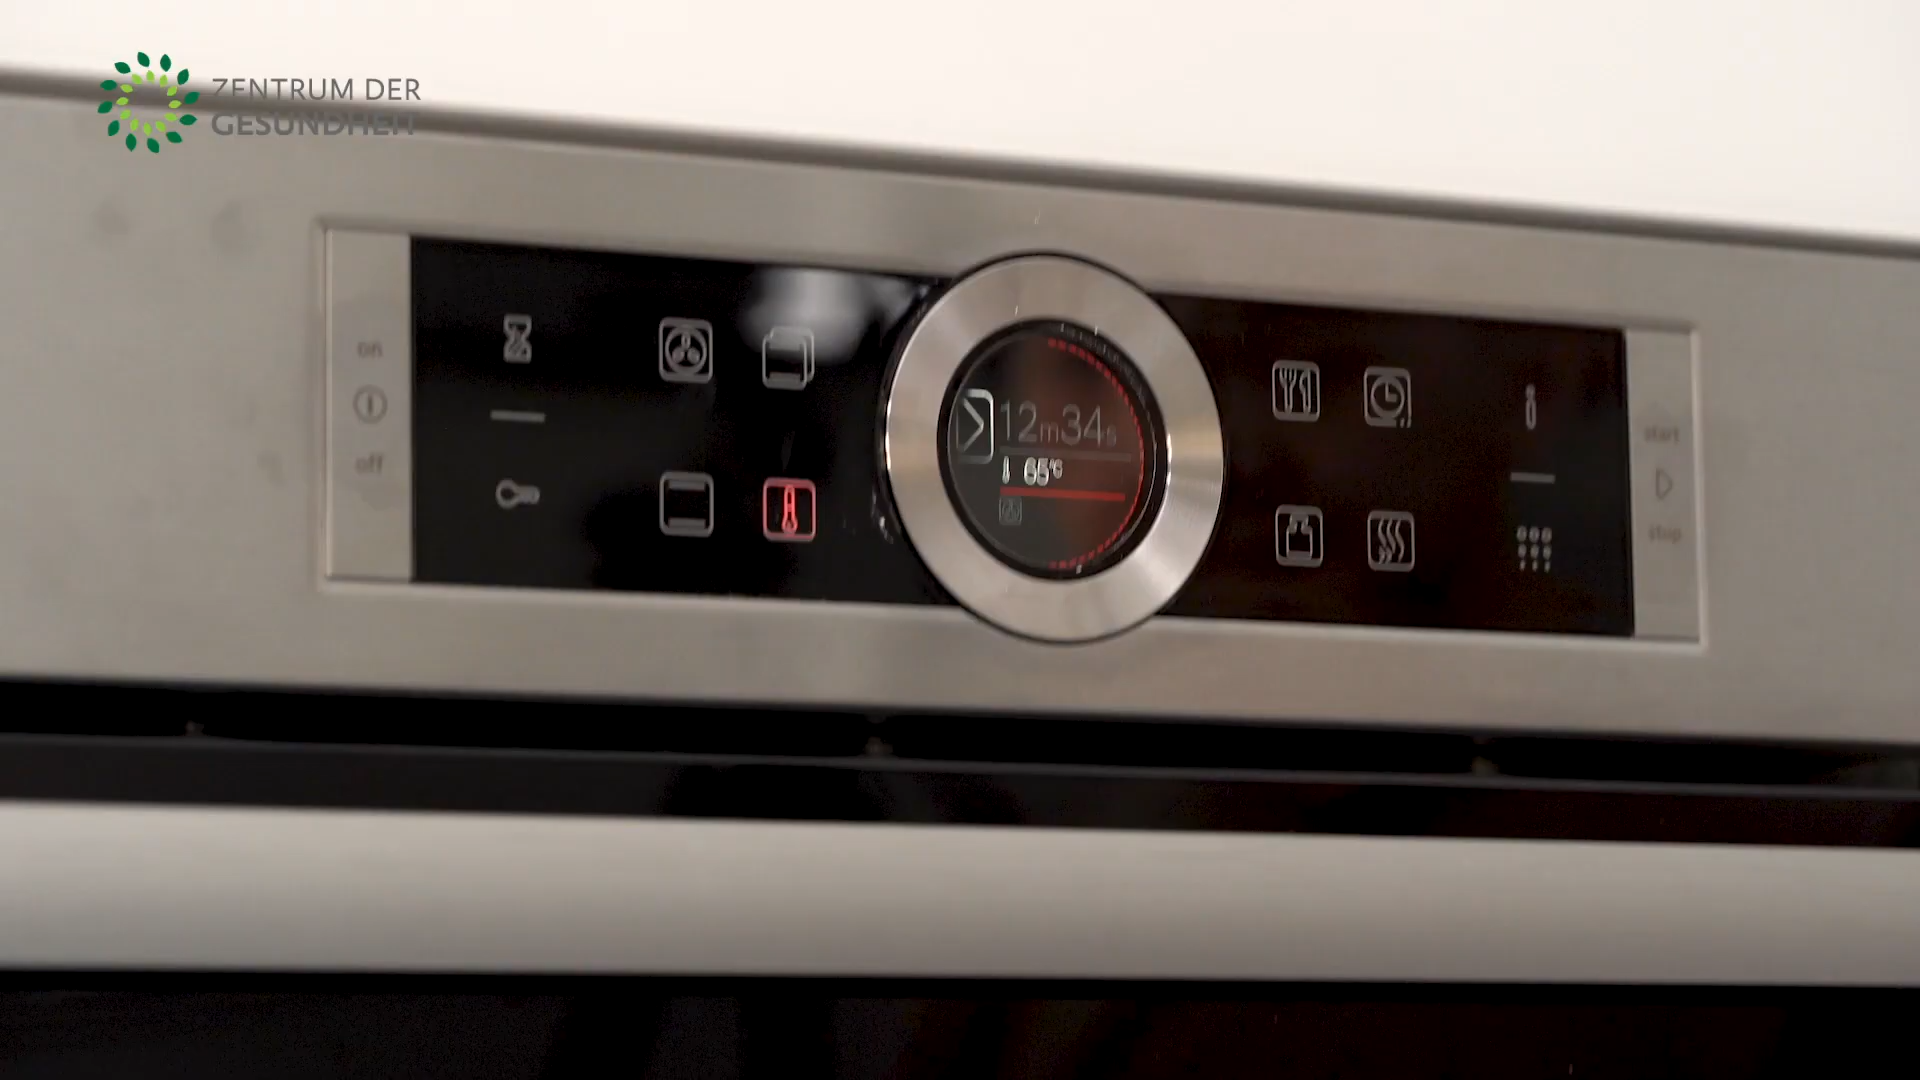 ZENTRUM DER
GESUNDHEIT
on
off
12m34s
65°C
start
stop